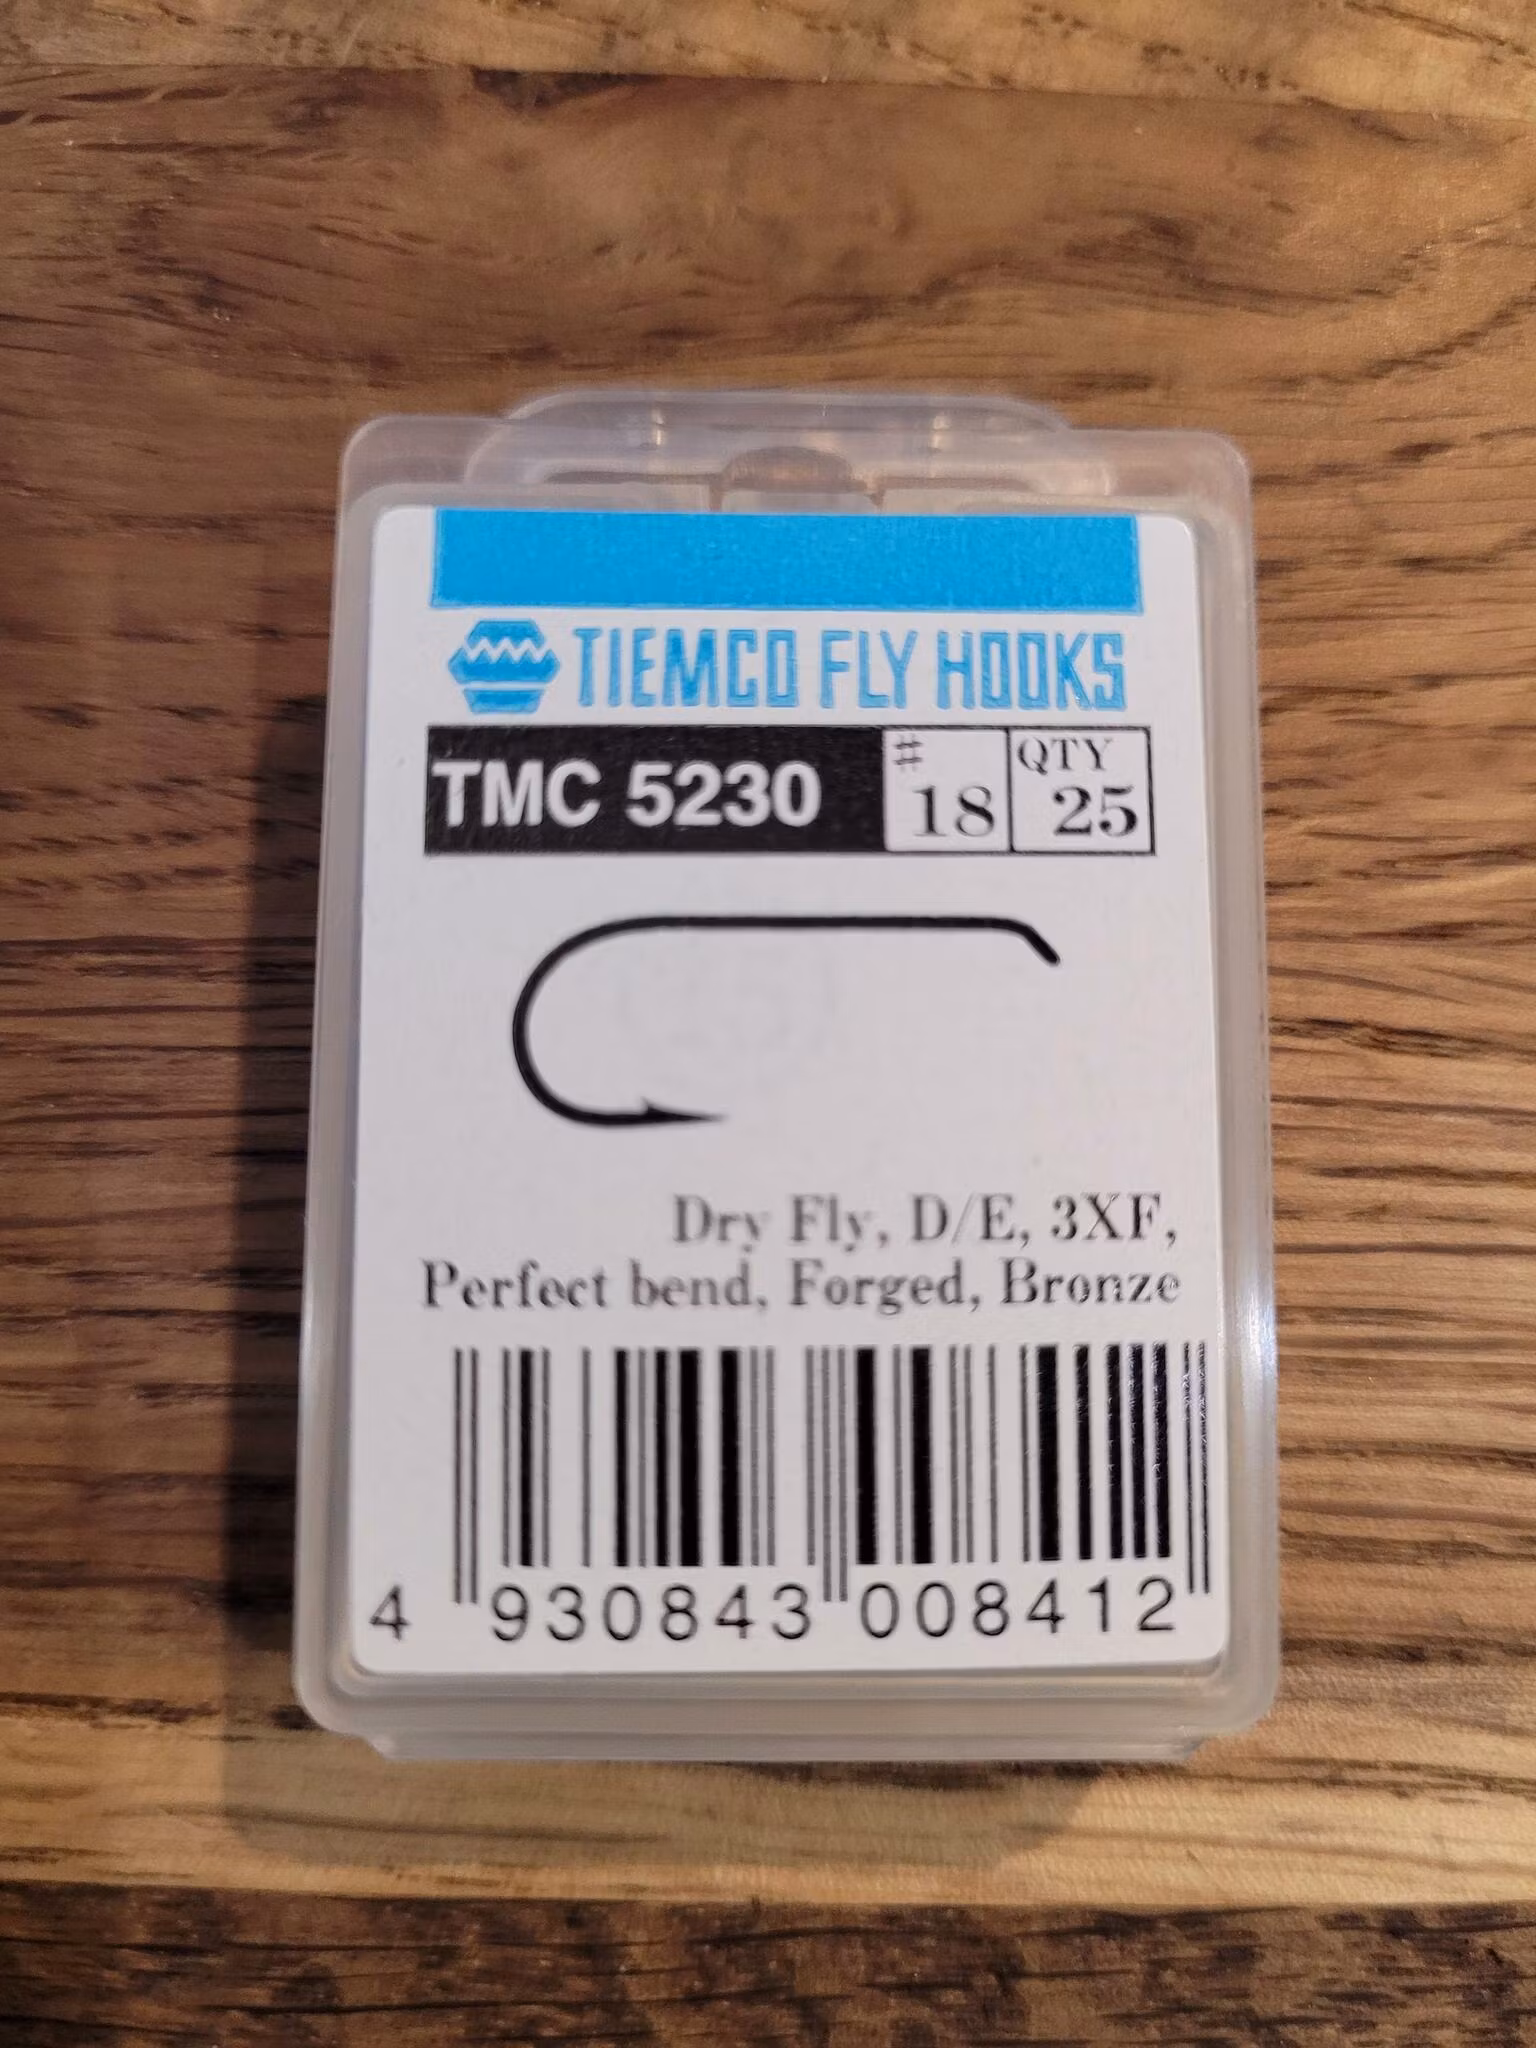 TIEMCO FLY HOOKS
TMC 5230 # 18 QTY 25
Dry Fly, D/E, 3XF,
Perfect bend, Forged, Bronze
4 930843 008412